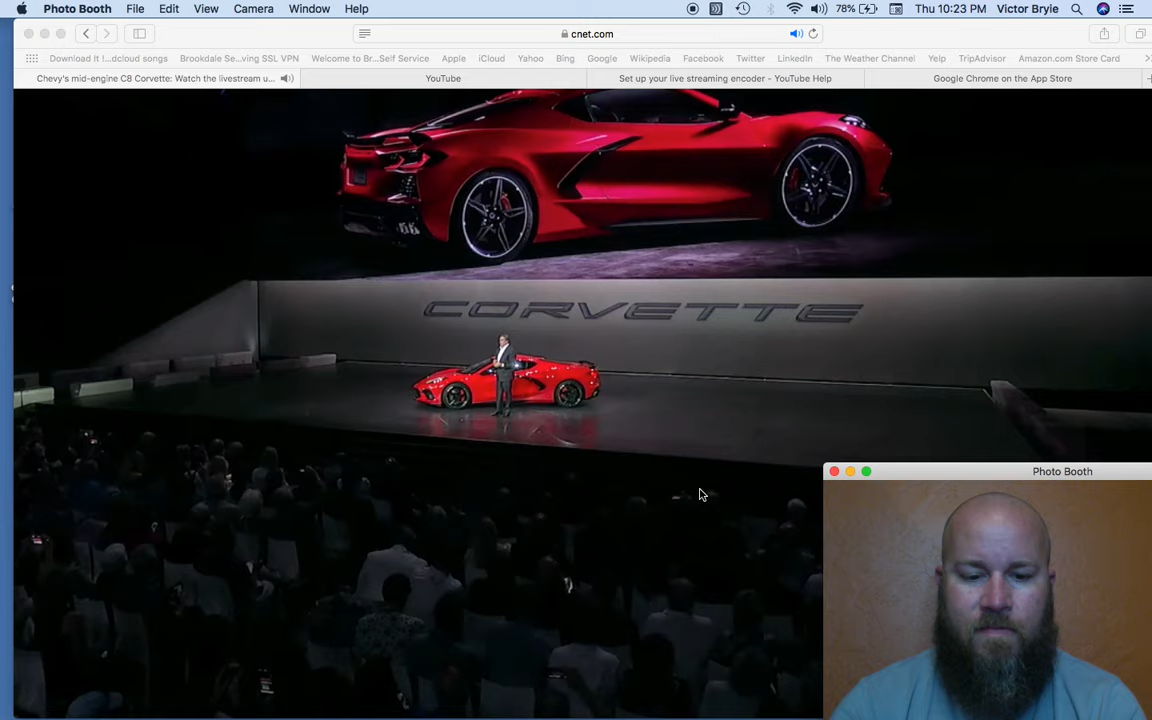 Photo Booth File Edit View Camera Window Help 78% Thu 10:23 PM Victor Bryie
cnet.com
Download It !...dcloud songs Brookdale Se...ving SSL VPN Welcome to Br...Self Service Apple iCloud Yahoo Bing Google Wikipedia Facebook Twitter LinkedIn The Weather Channel Yelp TripAdvisor Amazon.com Store Card
Chevy's mid-engine C8 Corvette: Watch the livestream u... YouTube Set up your live streaming encoder - YouTube Help Google Chrome on the App Store
CORVETTE
Photo Booth